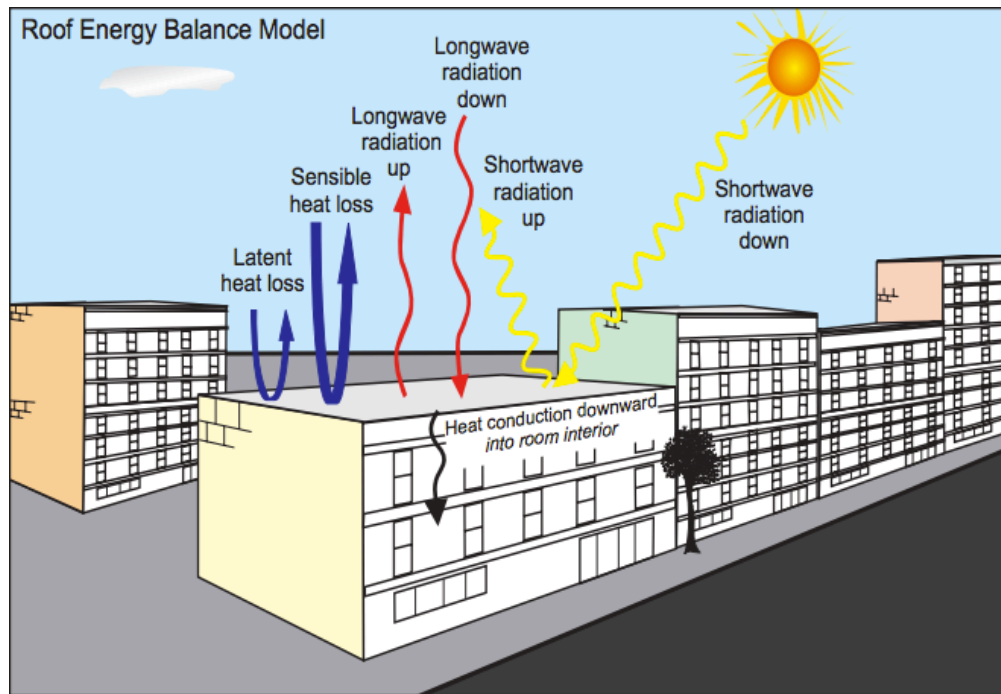 Roof Energy Balance Model
Longwave
radiation
down
Longwave
radiation
up
Shortwave
radiation
up
Sensible
heat loss
Shortwave
radiation
down
Latent
heat loss
Heat conduction downward
into room interior